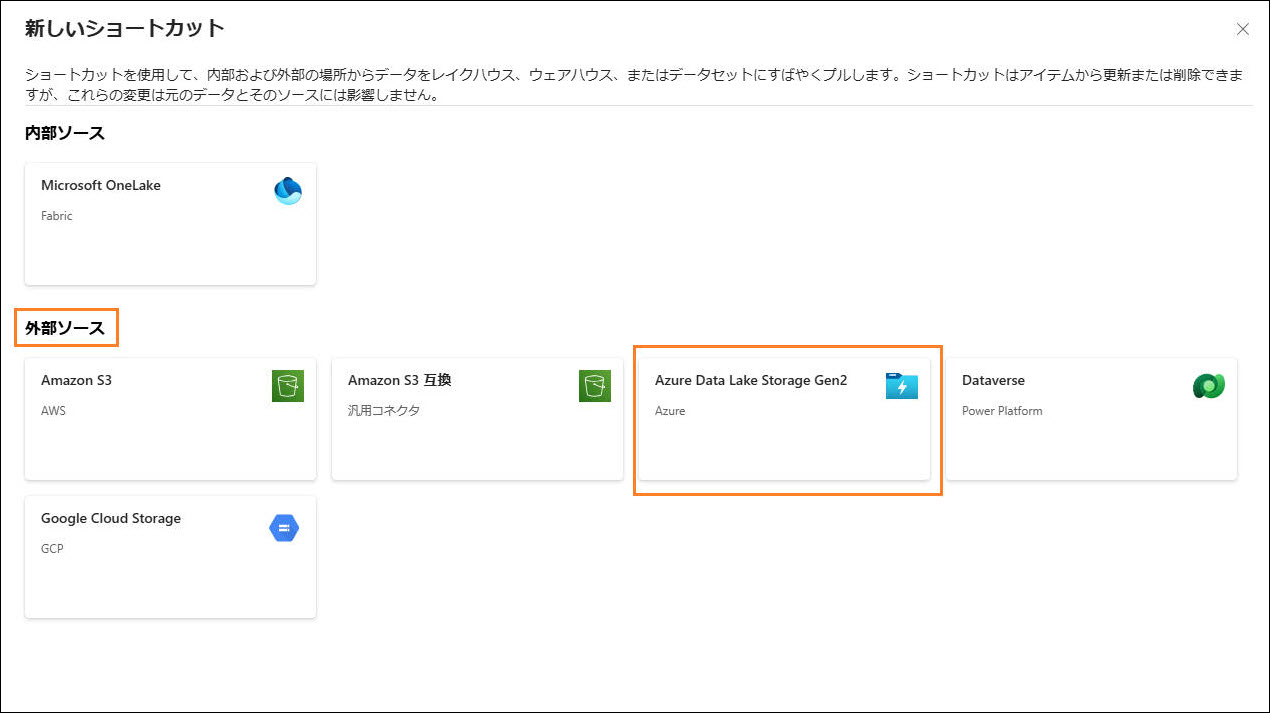 新しいショートカット
ショートカットを使用して、内部および外部の場所からデータをレイクハウス、ウェアハウス、またはデータセットにすばやくプルします。ショートカットはアイテムから更新または削除できま
すが、これらの変更は元のデータとそのソースには影響しません。
内部ソース
Microsoft OneLake
Fabric
外部ソース
Amazon S3
AWS
Amazon S3 互換
汎用コネクタ
Azure Data Lake Storage Gen2
Azure
Dataverse
Power Platform
Google Cloud Storage
GCP